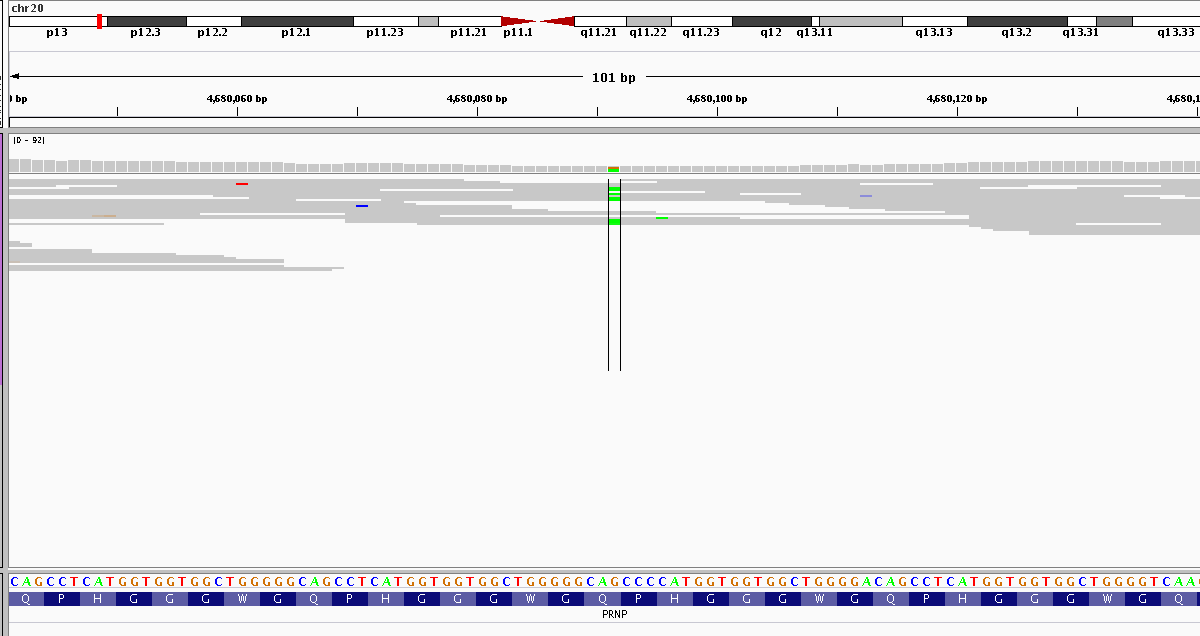 chr20
p13 p12.3 p12.2 p12.1 p11.23 p11.21 p11.1 q11.21 q11.22 q11.23 q12 q13.11 q13.13 q13.2 q13.31 q13.33
101 bp
bp 4,680,060 bp 4,680,080 bp 4,680,100 bp 4,680,120 bp 4,680,1
[0 - 92]
CAGCCTCATGGTGGTGGCTGGGGGCAGCCTCATGGTGGTGGCTGGGGGCAGCCCCATGGTGGTGGCTGGGGACAGCCTCATGGTGGTGGCTGGGGTCAA
Q P H G G G W G Q P H G G G W G Q P H G G G W G Q P H G G G W G Q
PRNP